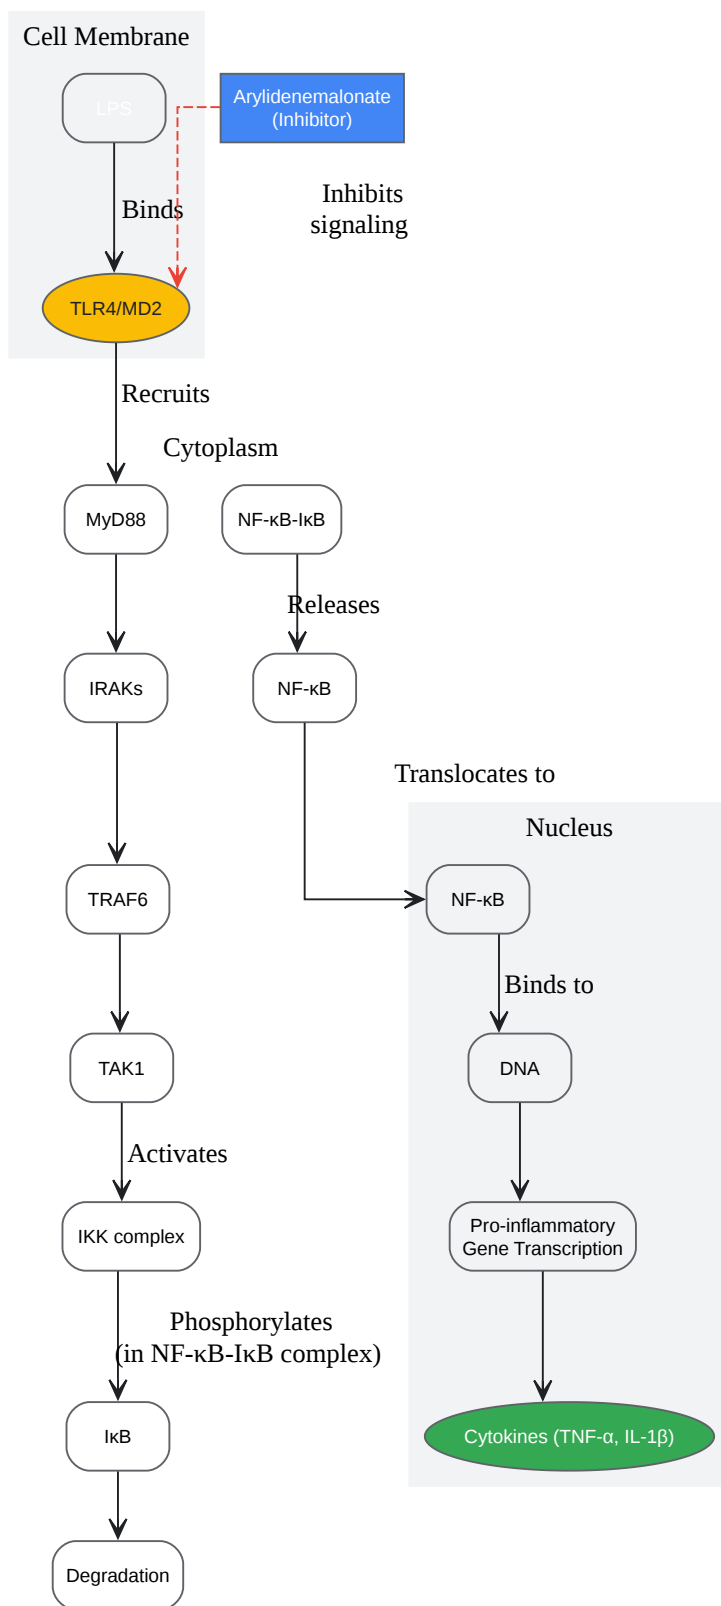 Cell Membrane
LPS
Arylidenemalonate
(Inhibitor)
Binds
Inhibits
signaling
TLR4/MD2
Recruits
Cytoplasm
MyD88
NF-κB-IκB
Releases
IRAKs
NF-κB
Translocates to
Nucleus
TRAF6
NF-κB
Binds to
TAK1
DNA
Activates
IKK complex
Pro-inflammatory
Gene Transcription
Phosphorylates
(in NF-κB-IκB complex)
IκB
Cytokines (TNF-α, IL-1β)
Degradation